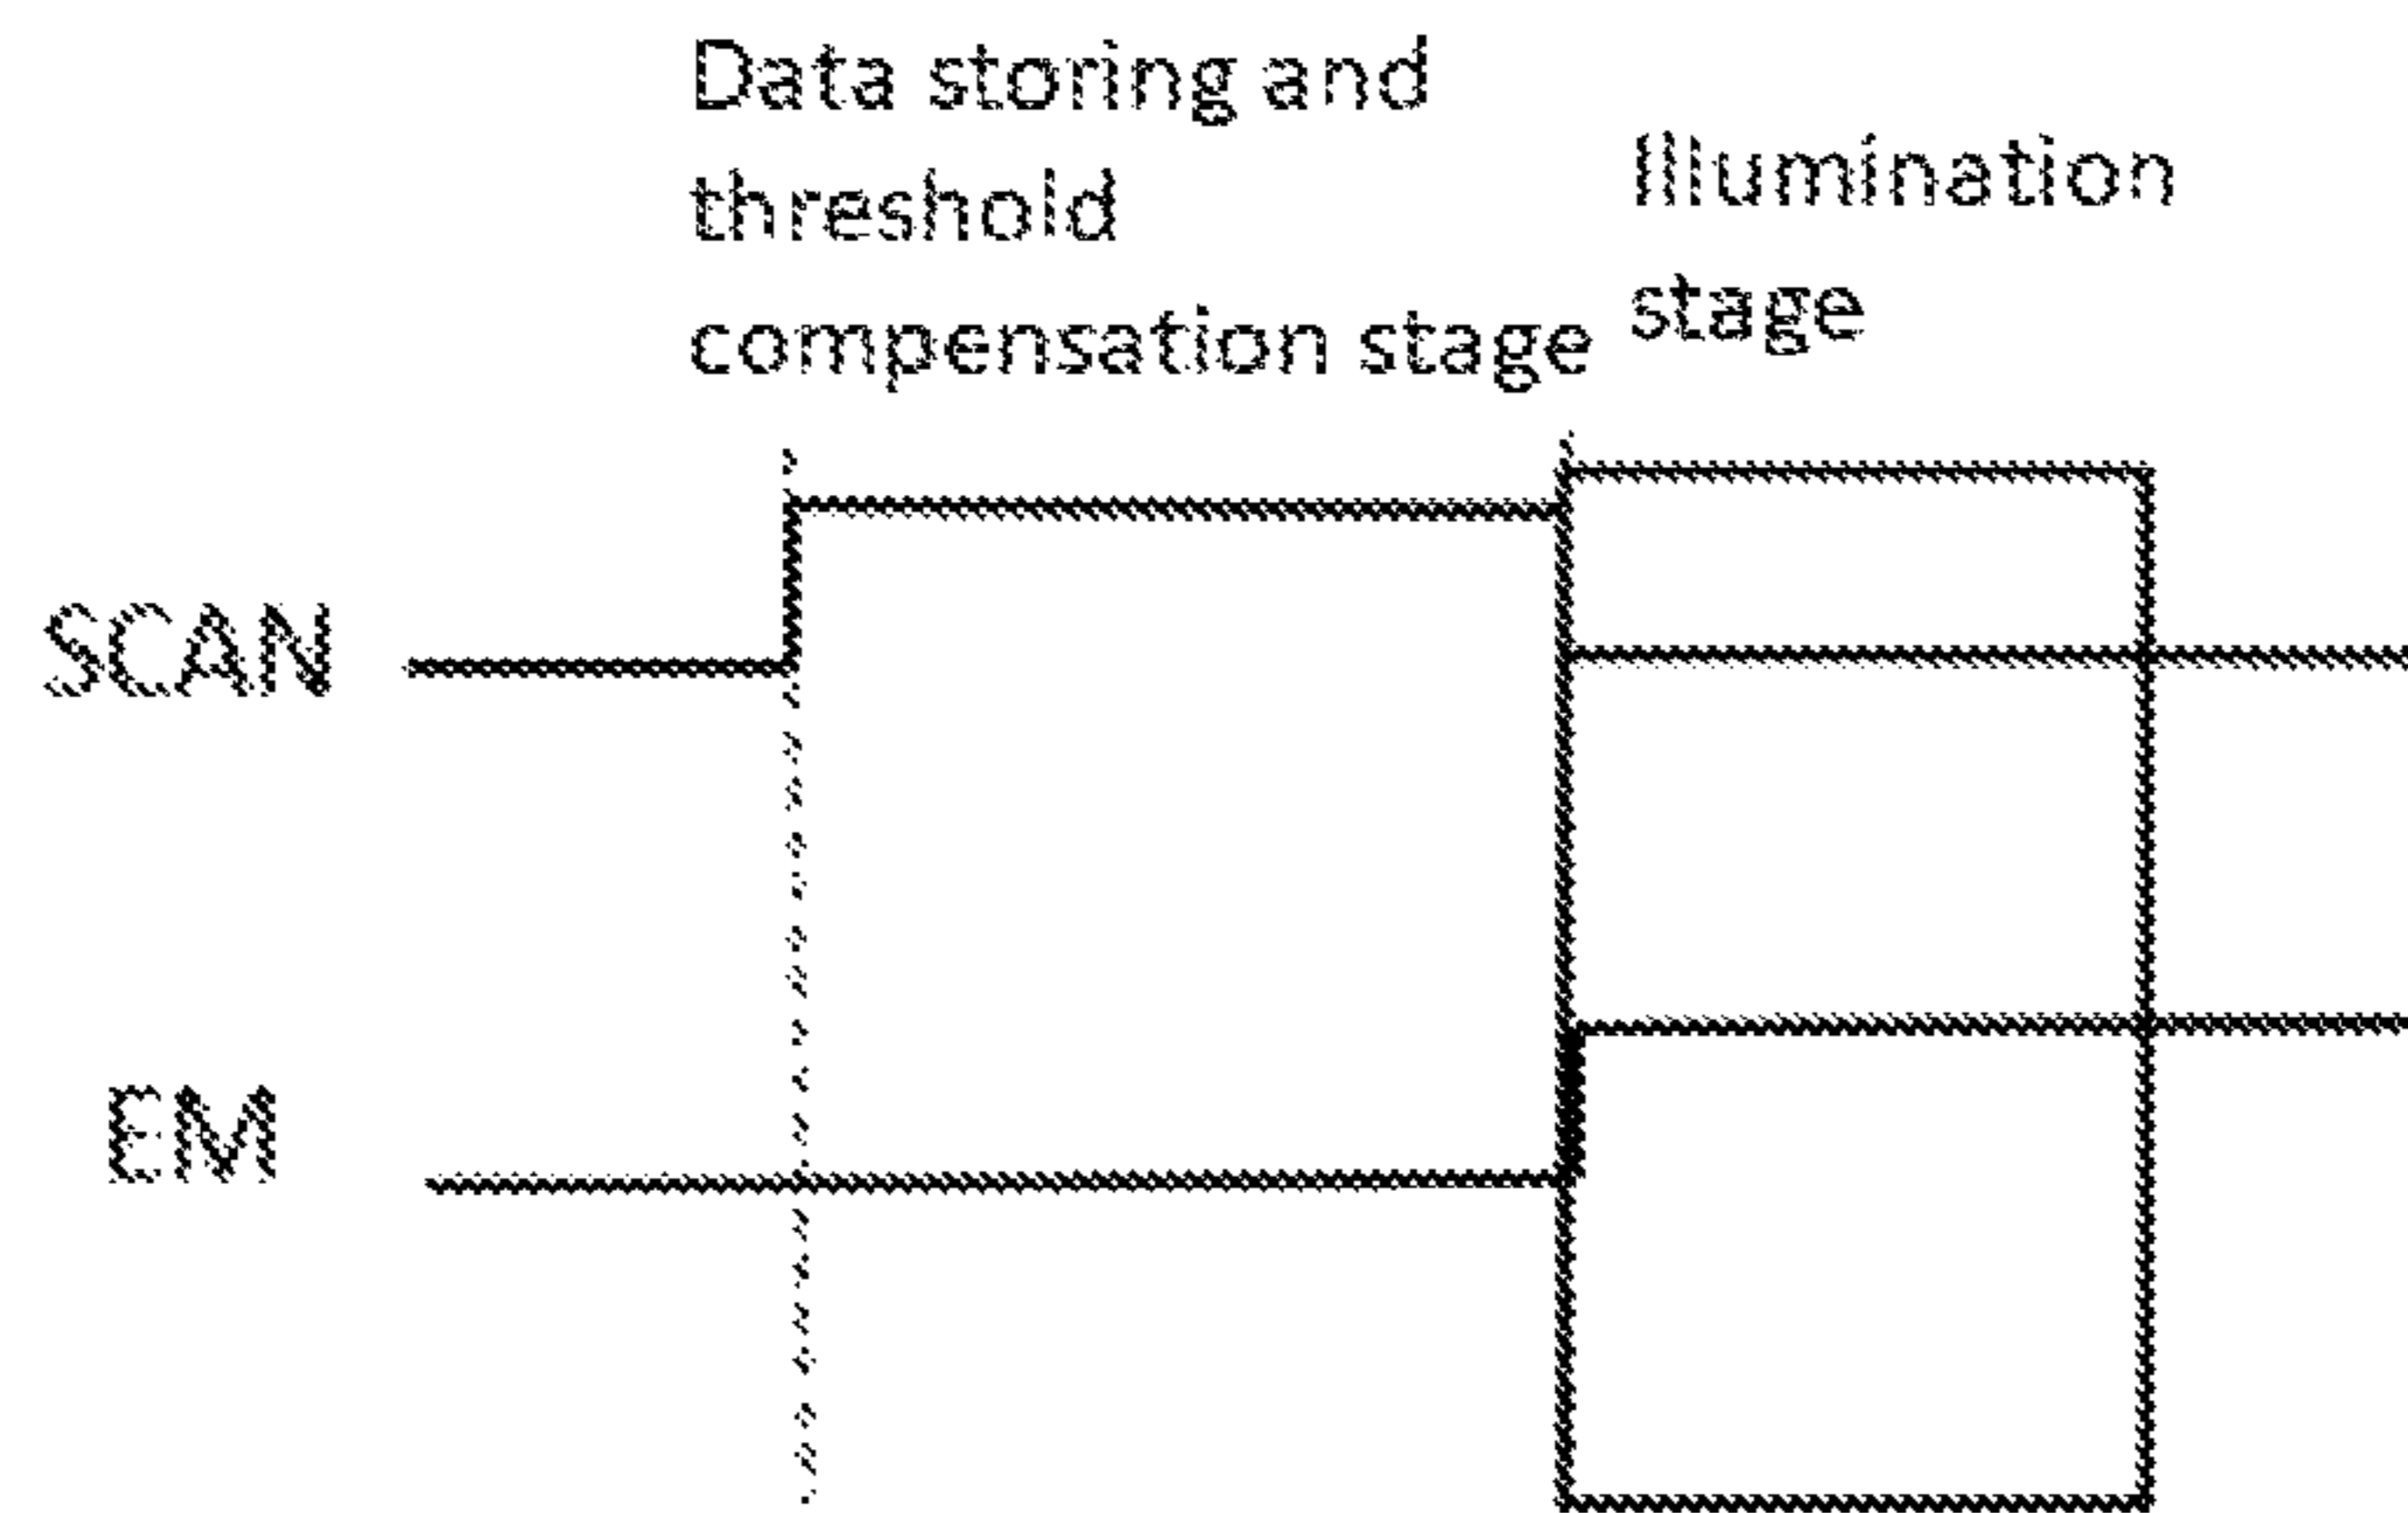 Data storing and
threshold
compensation stage
Illumination
stage
SCAN
EM